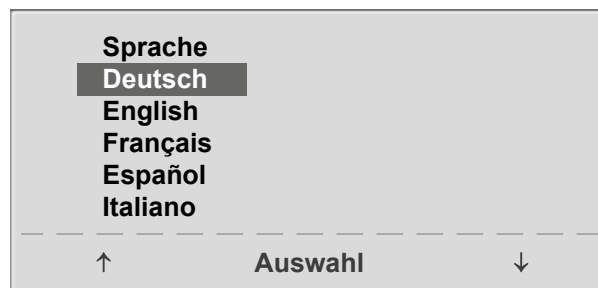 Sprache
Deutsch
English
Français
Español
Italiano
↑ Auswahl ↓